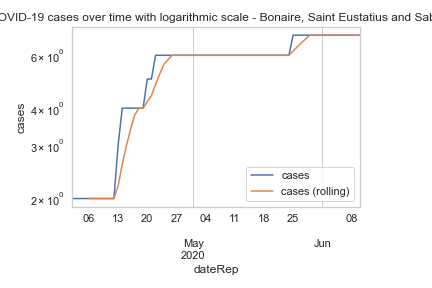 OVID-19 cases over time with logarithmic scale - Bonaire, Saint Eustatius and Sab
6 × 10⁰
4 × 10⁰
3 × 10⁰
2 × 10⁰
cases
cases
cases (rolling)
06 13 20 27 04 11 18 25 08
May Jun
2020
dateRep